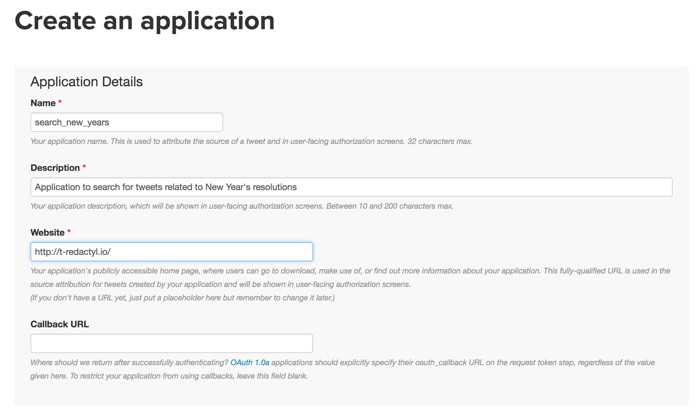 Create an application
Application Details
Name *
search_new_years
Your application name. This is used to attribute the source of a tweet and in user-facing authorization screens. 32 characters max.
Description *
Application to search for tweets related to New Year's resolutions
Your application description, which will be shown in user-facing authorization screens. Between 10 and 200 characters max.
Website *
http://t-redactyl.io/
Your application's publicly accessible home page, where users can go to download, make use of, or find out more information about your application. This fully-qualified URL is used in the
source attribution for tweets created by your application and will be shown in user-facing authorization screens.
(If you don't have a URL yet, just put a placeholder here but remember to change it later.)
Callback URL
Where should we return after successfully authenticating? OAuth 1.0a applications should explicitly specify their oauth_callback URL on the request token step, regardless of the value
given here. To restrict your application from using callbacks, leave this field blank.